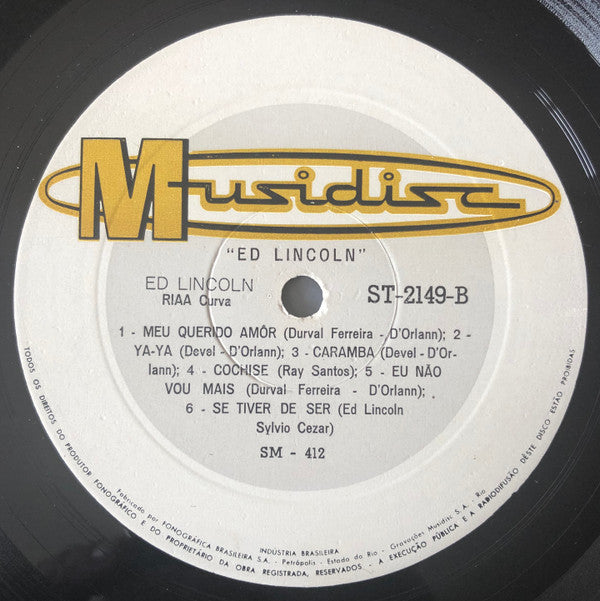 Musidisc
"ED LINCOLN"
ED LINCOLN
RIAA Curva
ST-2149-B
1 - MEU QUERIDO AMÔR (Durval Ferreira - D'Orlann); 2 -
YA-YA (Devel - D'Orlann); 3 - CARAMBA (Devel - D'Or-
lann); 4 - COCHISE (Ray Santos); 5 - EU NÃO
VOU MAIS (Durval Ferreira - D'Orlann);
6 - SE TIVER DE SER (Ed Lincoln
Sylvio Cezar)
SM - 412
TODOS OS DIREITOS DO PRODUTOR FONOGRÁFICO E DO PROPRIETÁRIO DA OBRA REGISTRADA, RESERVADOS - A EXECUÇÃO PÚBLICA E A RADIODIFUSÃO DÊSTE DISCO ESTÃO PROIBIDAS
Fabricado por FONOGRÁFICA BRASILEIRA S.A. - Petrópolis - Estado do Rio - Gravações Musidisc S.A. - Rio
INDÚSTRIA BRASILEIRA